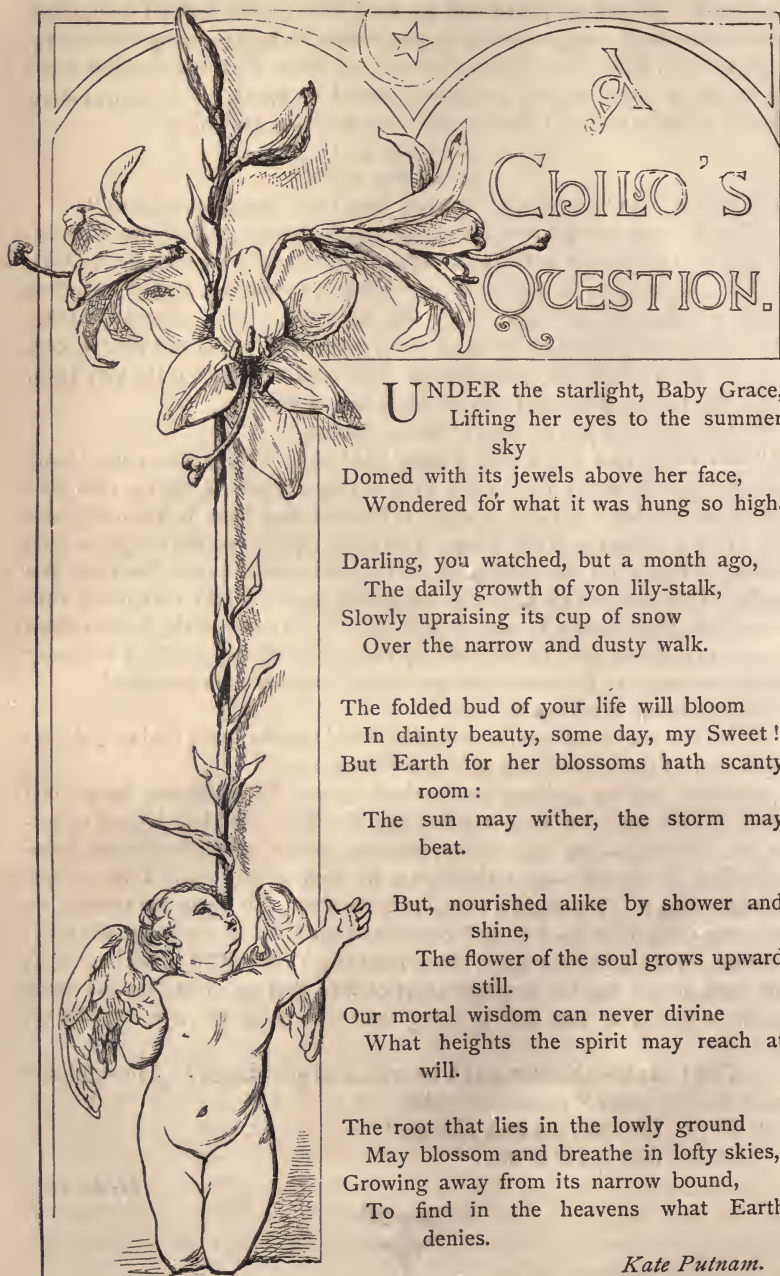 A
CHILD'S
QUESTION.
UNDER the starlight, Baby Grace,
Lifting her eyes to the summer
sky
Domed with its jewels above her face,
Wondered for what it was hung so high.
Darling, you watched, but a month ago,
The daily growth of yon lily-stalk,
Slowly upraising its cup of snow
Over the narrow and dusty walk.
The folded bud of your life will bloom
In dainty beauty, some day, my Sweet!
But Earth for her blossoms hath scanty
room:
The sun may wither, the storm may
beat.
But, nourished alike by shower and
shine,
The flower of the soul grows upward
still.
Our mortal wisdom can never divine
What heights the spirit may reach at
will.
The root that lies in the lowly ground
May blossom and breathe in lofty skies,
Growing away from its narrow bound,
To find in the heavens what Earth
denies.
Kate Putnam.